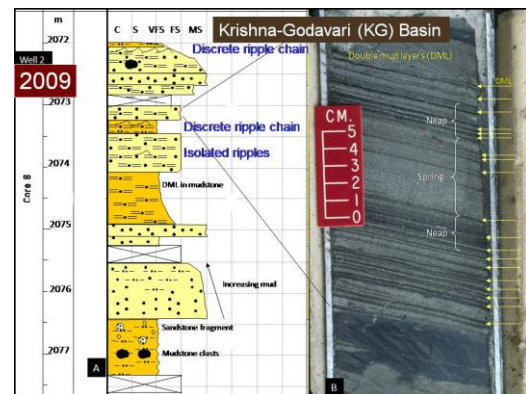 Krishna-Godavari (KG) Basin
m
C S VFS FS MS
2072
Well 2
2009
Discrete ripple chain
2073
Discrete ripple chain
Isolated ripples
2074
Core 8
DML in mudstone
2075
Increasing mud
2076
Sandstone fragment
Mudstone clasts
2077
A
Double mud layers (DML)
DML
Neap
CM.
5
4
3
2
1
0
Spring
Neap
B